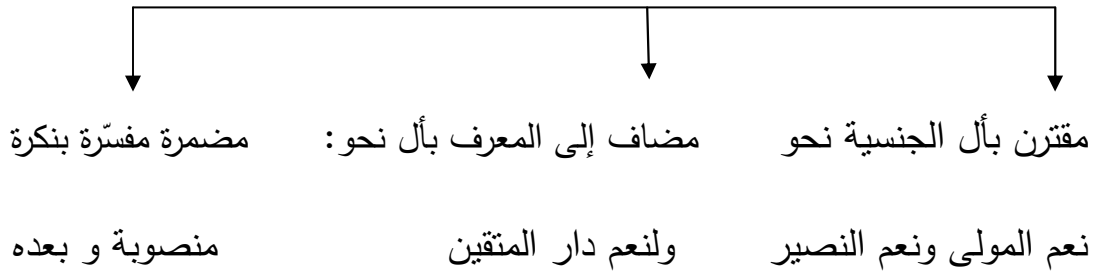 مقترن بأل الجنسية نحو مضاف إلى المعرف بأل نحو: مضمرة مفسّرة بنكرة
نعم المولى ونعم النصير ولنعم دار المتقين منصوبة و بعده